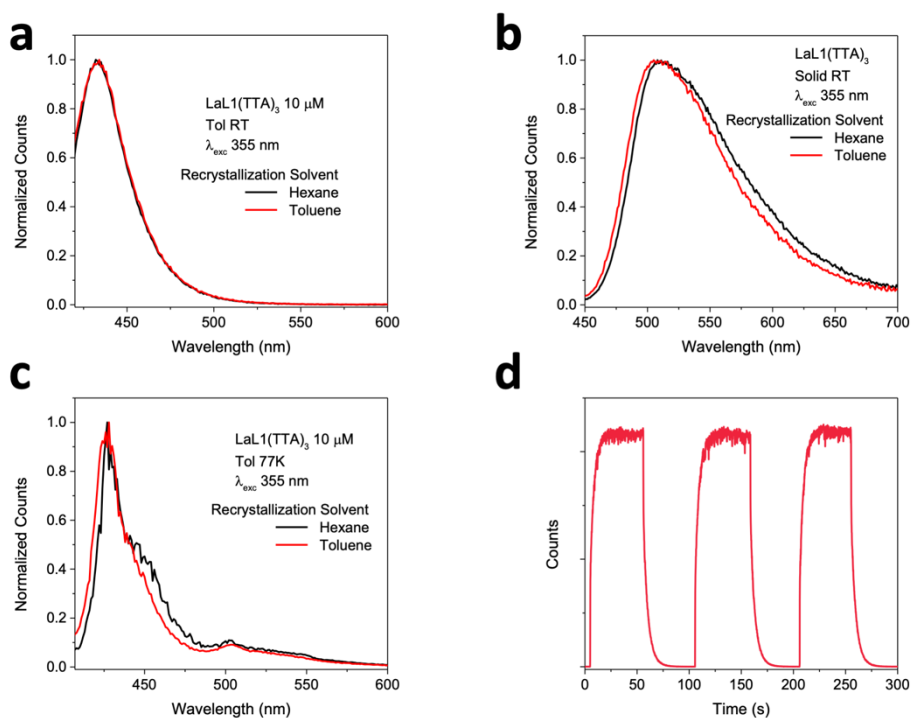 a
1.0
0.8
0.6
0.4
0.2
0.0
Normalized Counts
LaL1(TTA)₃ 10 μM
Tol RT
λexc 355 nm
Recrystallization Solvent
Hexane
Toluene
450 500 550 600
Wavelength (nm)
b
1.0
0.8
0.6
0.4
0.2
0.0
Normalized Counts
LaL1(TTA)₃
Solid RT
λexc 355 nm
Recrystallization Solvent
Hexane
Toluene
450 500 550 600 650 700
Wavelength (nm)
c
1.0
0.8
0.6
0.4
0.2
0.0
Normalized Counts
LaL1(TTA)₃ 10 μM
Tol 77K
λexc 355 nm
Recrystallization Solvent
Hexane
Toluene
450 500 550 600
Wavelength (nm)
d
Counts
0 50 100 150 200 250 300
Time (s)